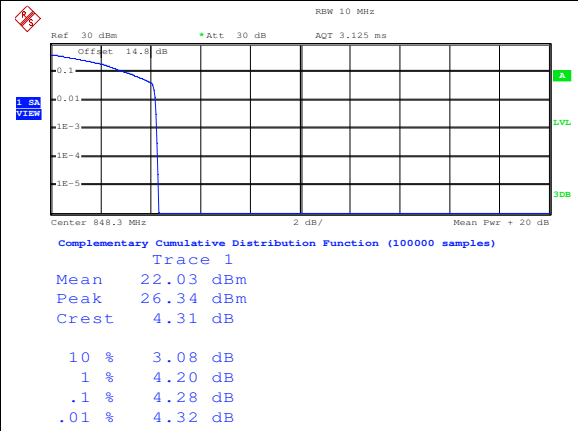 RBW 10 MHz
Ref 30 dBm *Att 30 dB AQT 3.125 ms
Offset 14.8 dB
0.1
A
0.01
1 SA
VIEW
1E-3
LVL
1E-4
1E-5
3DB
Center 848.3 MHz 2 dB/ Mean Pwr + 20 dB
Complementary Cumulative Distribution Function (100000 samples)
Trace 1
Mean 22.03 dBm
Peak 26.34 dBm
Crest 4.31 dB
10 % 3.08 dB
1 % 4.20 dB
.1 % 4.28 dB
.01 % 4.32 dB